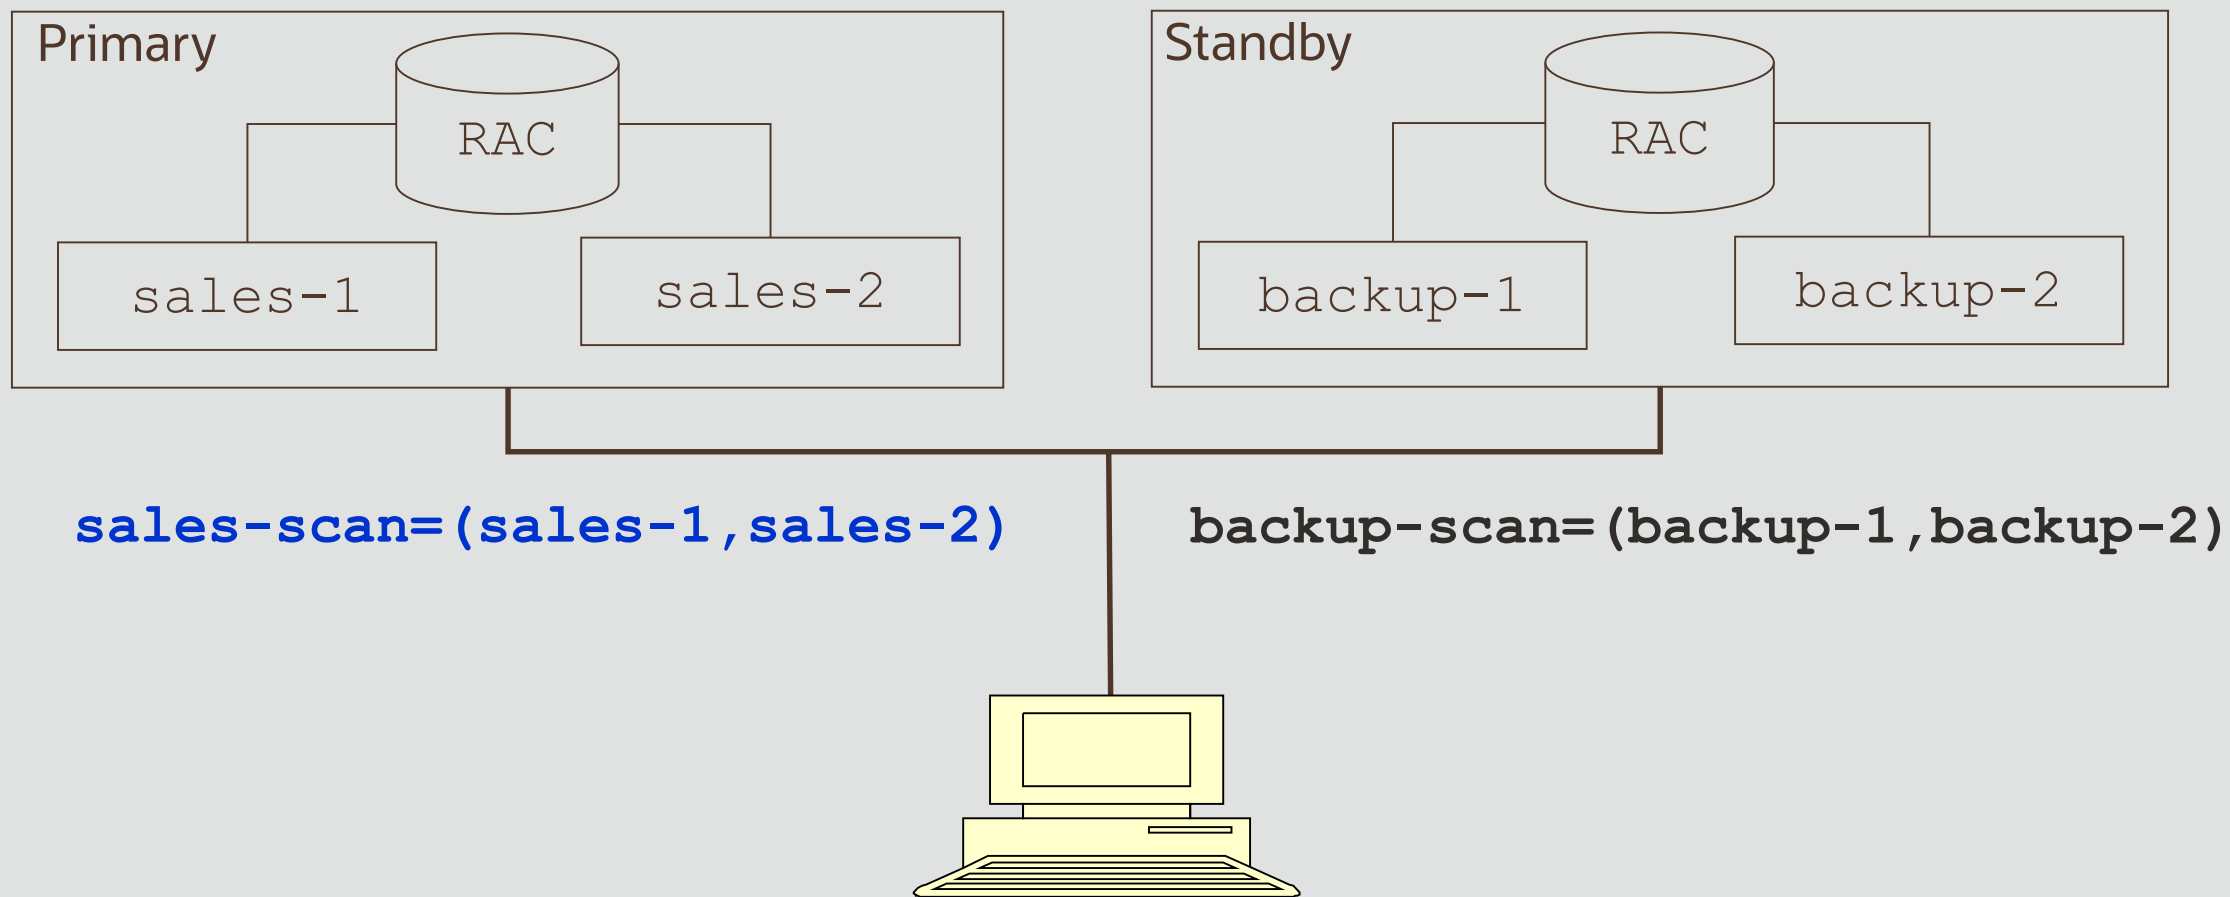 Primary
RAC
sales-1
sales-2
Standby
RAC
backup-1
backup-2
sales-scan=(sales-1,sales-2)
backup-scan=(backup-1,backup-2)